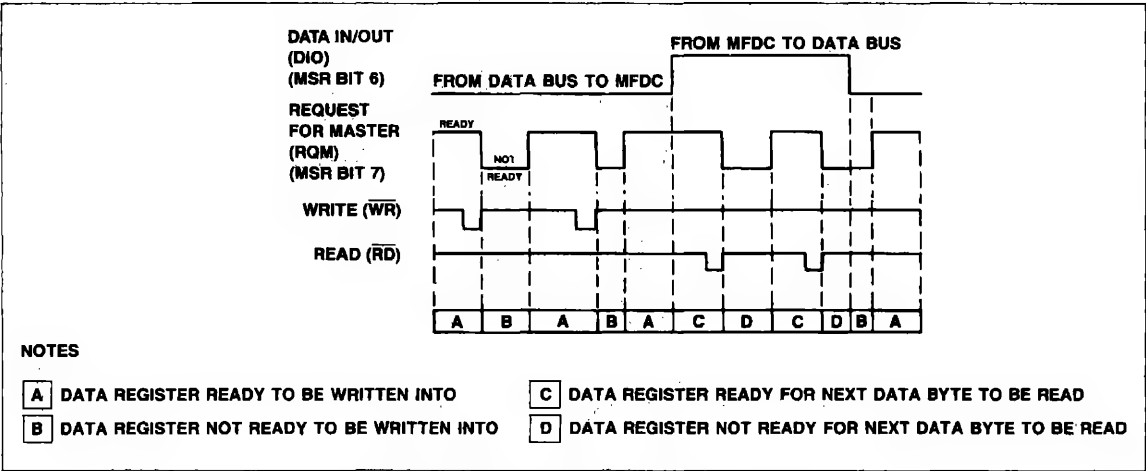 DATA IN/OUT
(DIO)
(MSR BIT 6)
FROM DATA BUS TO MFDC
FROM MFDC TO DATA BUS
REQUEST
FOR MASTER
(RQM)
(MSR BIT 7)
READY
NOT
READY
WRITE (WR)
READ (RD)
A B A B A C D C D B A
NOTES
A DATA REGISTER READY TO BE WRITTEN INTO
B DATA REGISTER NOT READY TO BE WRITTEN INTO
C DATA REGISTER READY FOR NEXT DATA BYTE TO BE READ
D DATA REGISTER NOT READY FOR NEXT DATA BYTE TO BE READ